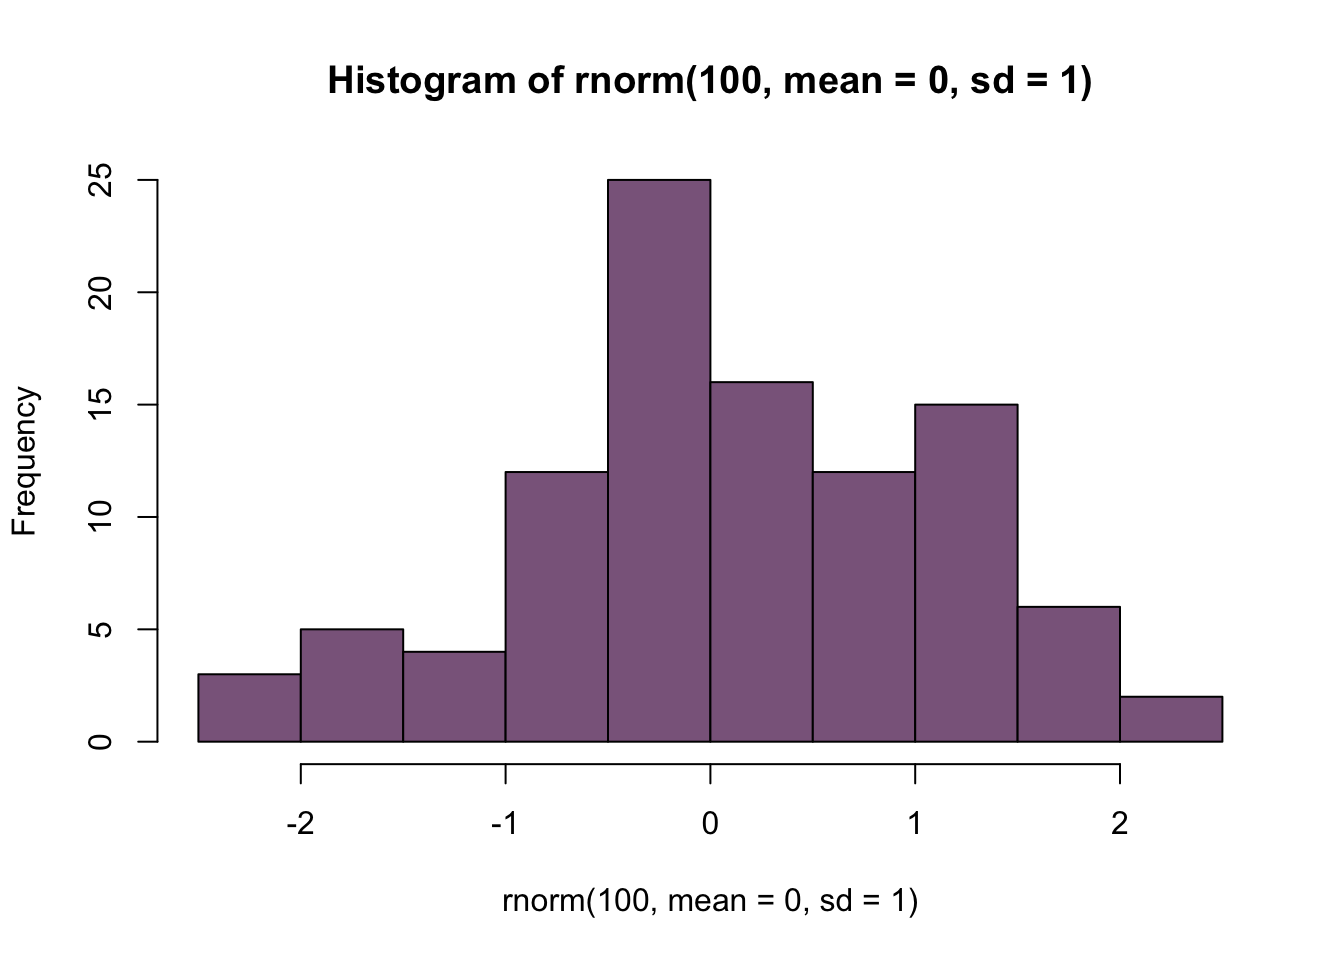 Histogram of rnorm(100, mean = 0, sd = 1)
Frequency
25
20
15
10
5
0
-2 -1 0 1 2
rnorm(100, mean = 0, sd = 1)